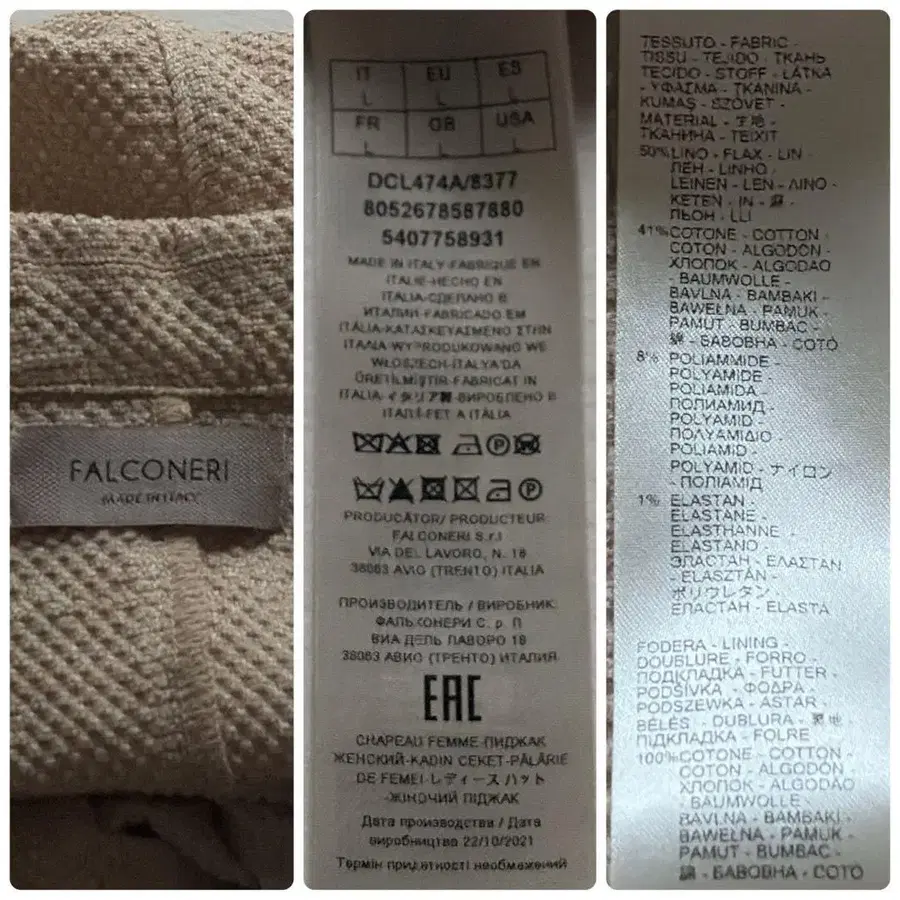 FALCONERI
MADE IN ITALY
IT EU ES
L L L
FR GB USA
L L L
DCL474A/8377
8052678587880
5407758931
MADE IN ITALY-FABRIQUE EN
ITALIE-HECHO EN
ITALIA-СДЕЛАНО В
ИТАЛИИ-FABRICADO EM
ITÁLIA-ΚΑΤΑΣΚΕΥΑΣΜΕΝΟ ΣΤΗΝ
ΙΤΑΛΙΑ-WYPRODUKOWANO WE
WŁOSZECH-İTALYA'DA
ÜRETİLMİŞTİR-FABRICAT IN
ITALIA-イタリア製-ВИРОБЛЕНО В
ІТАЛІЇ-FET A ITÀLIA
PRODUCĂTOR/ PRODUCTEUR:
FALCONERI S.r.l
VIA DEL LAVORO, N. 18
38063 AVIO (TRENTO) ITALIA
ПРОИЗВОДИТЕЛЬ / ВИРОБНИК:
ФАЛЬКОНЕРИ С. р. Л
ВИА ДЕЛЬ ЛАВОРО 18
38063 АВИО (ТРЕНТО) ИТАЛИЯ
EAC
CHAPEAU FEMME-ПИДЖАК
ЖЕНСКИЙ-KADIN CEKET-PĂLĂRIE
DE FEMEI-レディース ハット
-ЖІНОЧИЙ ПІДЖАК
Дата производства / Дата
виробництва 22/10/2021
Термін придатності необмежений
TESSUTO - FABRIC -
TISSU - TEJIDO - ТКАНЬ
TECIDO - STOFF - LÁTKA
- ΥΦΑΣΜΑ - TKANINA -
KUMAŞ - SZÖVET -
MATERIAL - 生地 -
ТКАНИНА - TEIXIT
50% LINO - FLAX - LIN -
ЛЕН - LINHO -
LEINEN - LEN - ΛΙΝΟ -
KETEN - IN - 麻 -
ЛЬОН - LLI
41% COTONE - COTTON -
COTON - ALGODÓN -
ХЛОПОК - ALGODÃO
- BAUMWOLLE -
BAVLNA - ΒΑΜΒΑΚΙ -
BAWEŁNA - PAMUK -
PAMUT - BUMBAC -
綿 - БАВОВНА - COTÓ
8% POLIAMMIDE -
POLYAMIDE -
POLIAMIDA -
ПОЛИАМИД -
POLYAMID -
ΠΟΛΥΑΜΙΔΙΟ -
POLIAMID -
POLYAMID - ナイロン
- ПОЛІАМІД
1% ELASTAN -
ELASTANE -
ELASTHANNE -
ELASTANO -
ЭЛАСТАН - ΕΛΑΣΤΑΝ
- ELASZTÁN -
ポリウレタン -
ЕЛАСТАН - ELASTÀ
FODERA - LINING -
DOUBLURE - FORRO -
ПОДКЛАДКА - FUTTER -
PODŠÍVKA - ΦΟΔΡΑ -
PODSZEWKA - ASTAR -
BÉLÉS - DUBLURA - 裏地 -
ПІДКЛАДКА - FOLRE
100% COTONE - COTTON -
COTON - ALGODÓN -
ХЛОПОК - ALGODÃO
- BAUMWOLLE -
BAVLNA - ΒΑΜΒΑΚΙ -
BAWEŁNA - PAMUK -
PAMUT - BUMBAC -
綿 - БАВОВНА - COTÓ